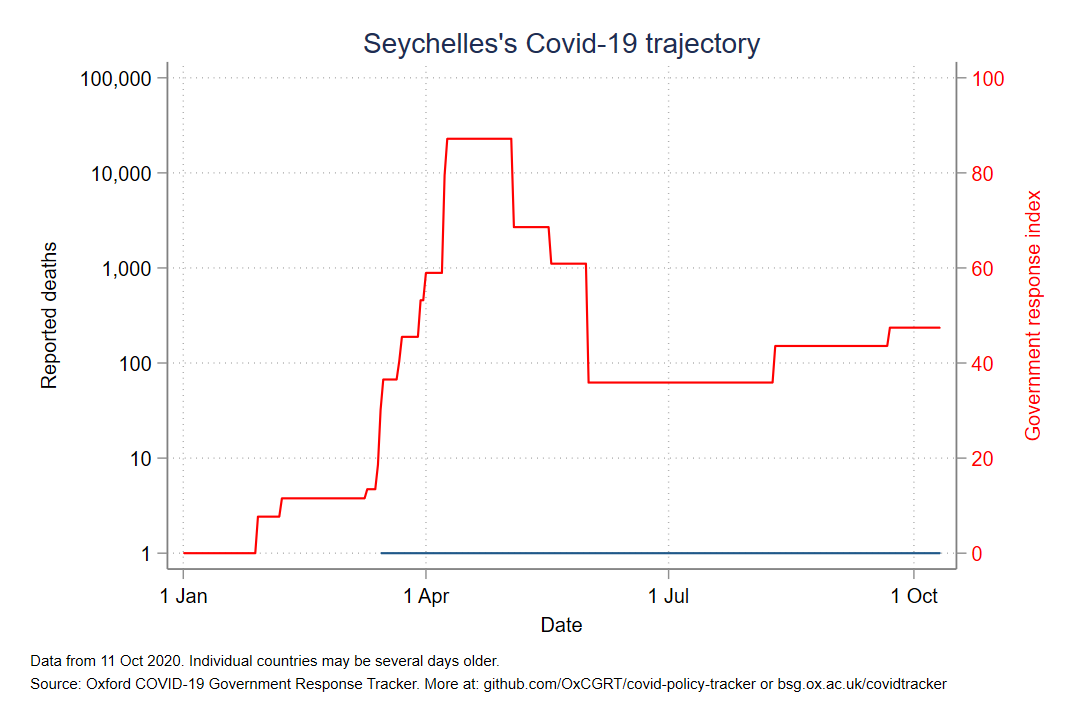 Seychelles's Covid-19 trajectory
100,000
10,000
1,000
100
10
1
Reported deaths
100
80
60
40
20
0
Government response index
1 Jan
1 Apr
1 Jul
1 Oct
Date
Data from 11 Oct 2020. Individual countries may be several days older.
Source: Oxford COVID-19 Government Response Tracker. More at: github.com/OxCGRT/covid-policy-tracker or bsg.ox.ac.uk/covidtracker